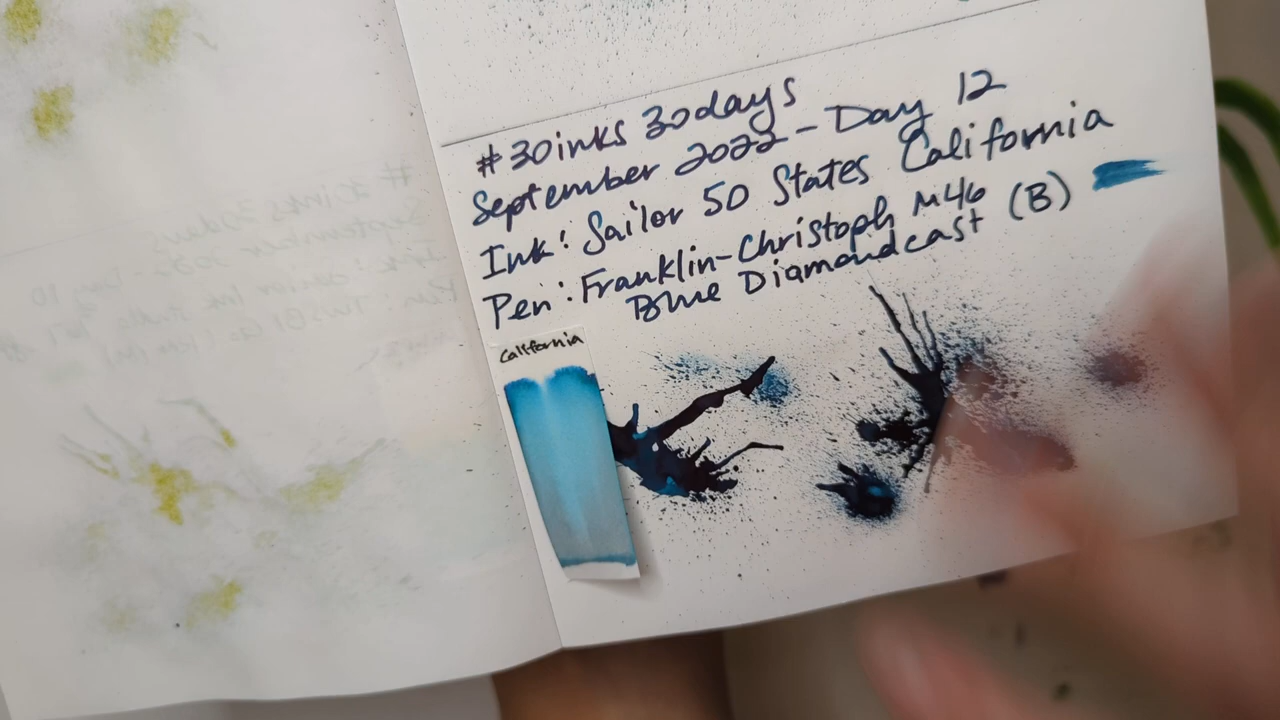 #30inks 30days
September 2022 - Day 12
Ink: Sailor 50 States California
Pen: Franklin-Christoph M46 (B)
Blue Diamondcast
California